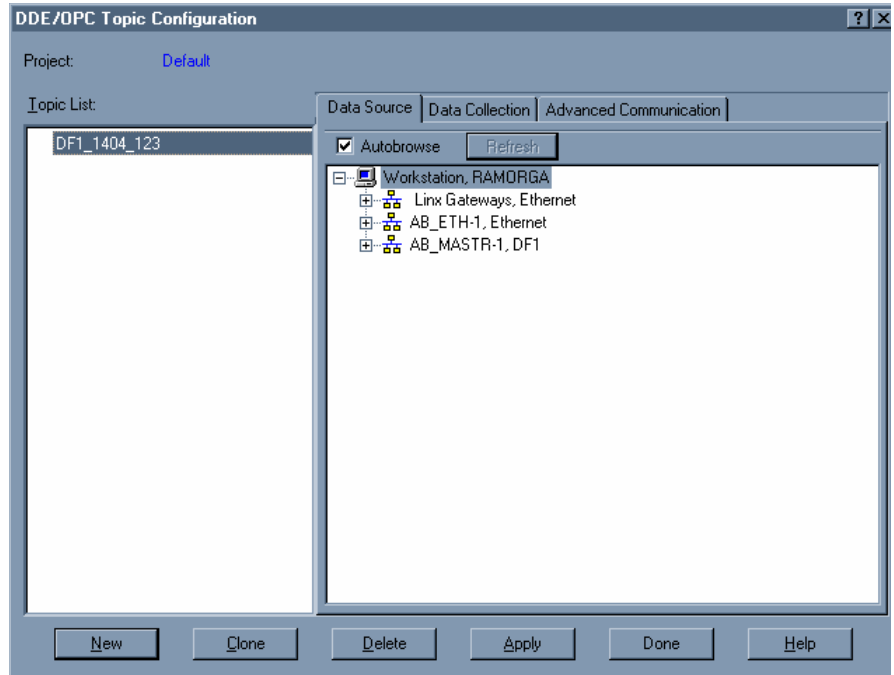 DDE/OPC Topic Configuration
Project: Default
Topic List:
DF1_1404_123
Data Source Data Collection Advanced Communication
Autobrowse Refresh
Workstation, RAMORGA
Linx Gateways, Ethernet
AB_ETH-1, Ethernet
AB_MASTR-1, DF1
New Clone Delete Apply Done Help